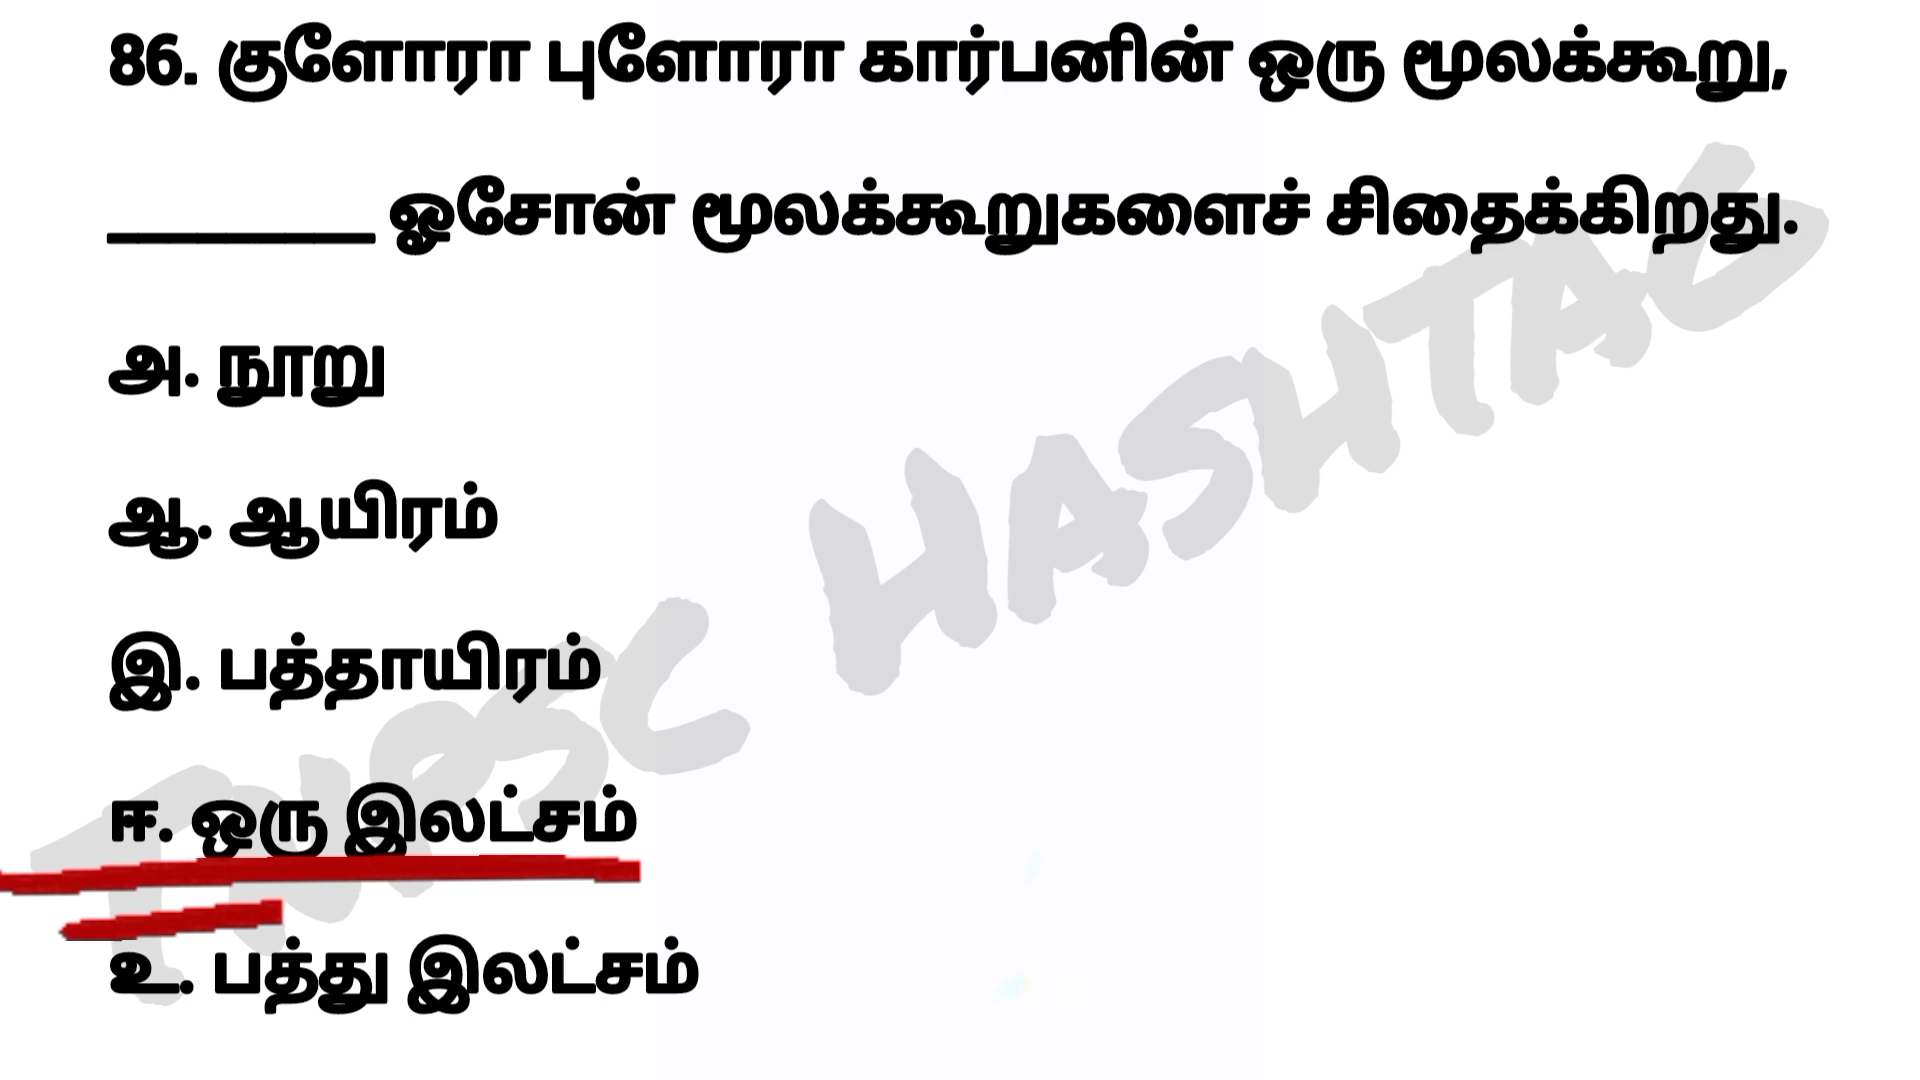 86. குளோரா புளோரா கார்பனின் ஒரு மூலக்கூறு,
_________ ஓசோன் மூலக்கூறுகளைச் சிதைக்கிறது.
அ. நூறு
ஆ. ஆயிரம்
இ. பத்தாயிரம்
ஈ. ஒரு இலட்சம்
உ. பத்து இலட்சம்
TNPSC HASHTAG